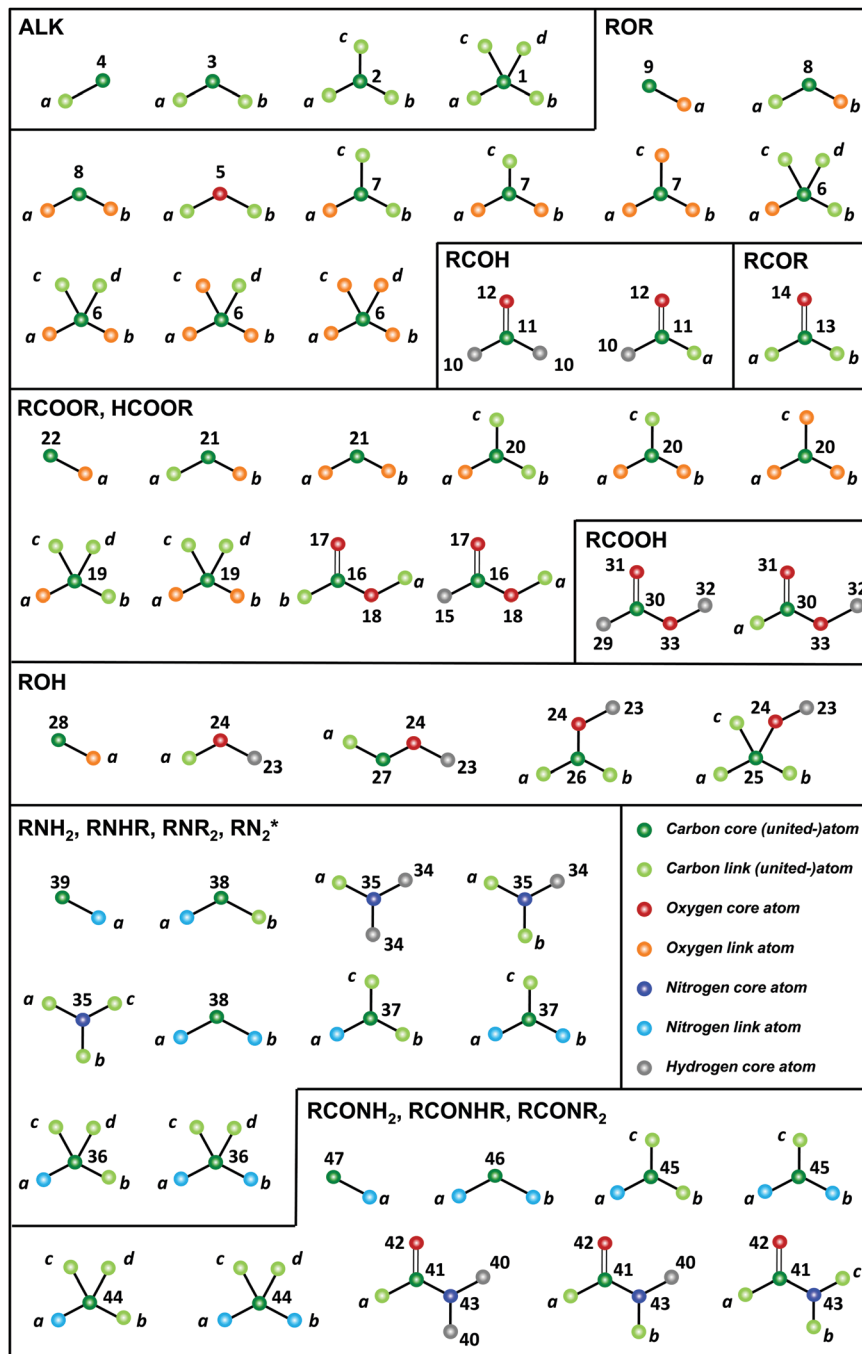 ALK
ROR
4
a
3
a b
c
2
a b
c d
1
a b
9
a
8
a b
8
a b
5
a b
c
7
a b
c
7
a b
c
7
a b
c d
6
a b
c d
6
a b
c d
6
a b
c d
6
a b
RCOH
12
11
10 10
12
11
10 a
RCOR
14
13
a b
RCOOR, HCOOR
22
a
21
a b
21
a b
c
20
a b
c
20
a b
c
20
a b
c d
19
a b
c d
19
a b
17
16 a
b 18
17
16 a
15 18
RCOOH
31 32
30
29 33
31 32
30
a 33
ROH
28
a
24
a 23
a 24
27 23
24 23
26
a b
c 24 23
25
a b
RNH2, RNHR, RNR2, RN2*
39
a
38
a b
a 35 34
34
a 35 34
b
a 35 c
b
38
a b
c
37
a b
c
37
a b
c d
36
a b
c d
36
a b
Carbon core (united-)atom
Carbon link (united-)atom
Oxygen core atom
Oxygen link atom
Nitrogen core atom
Nitrogen link atom
Hydrogen core atom
RCONH2, RCONHR, RCONR2
47
a
46
a b
c
45
a b
c
45
a b
c d
44
a b
c d
44
a b
42 40
41
a 43
40
42 40
41
a 43
b
42 c
41
a 43
b